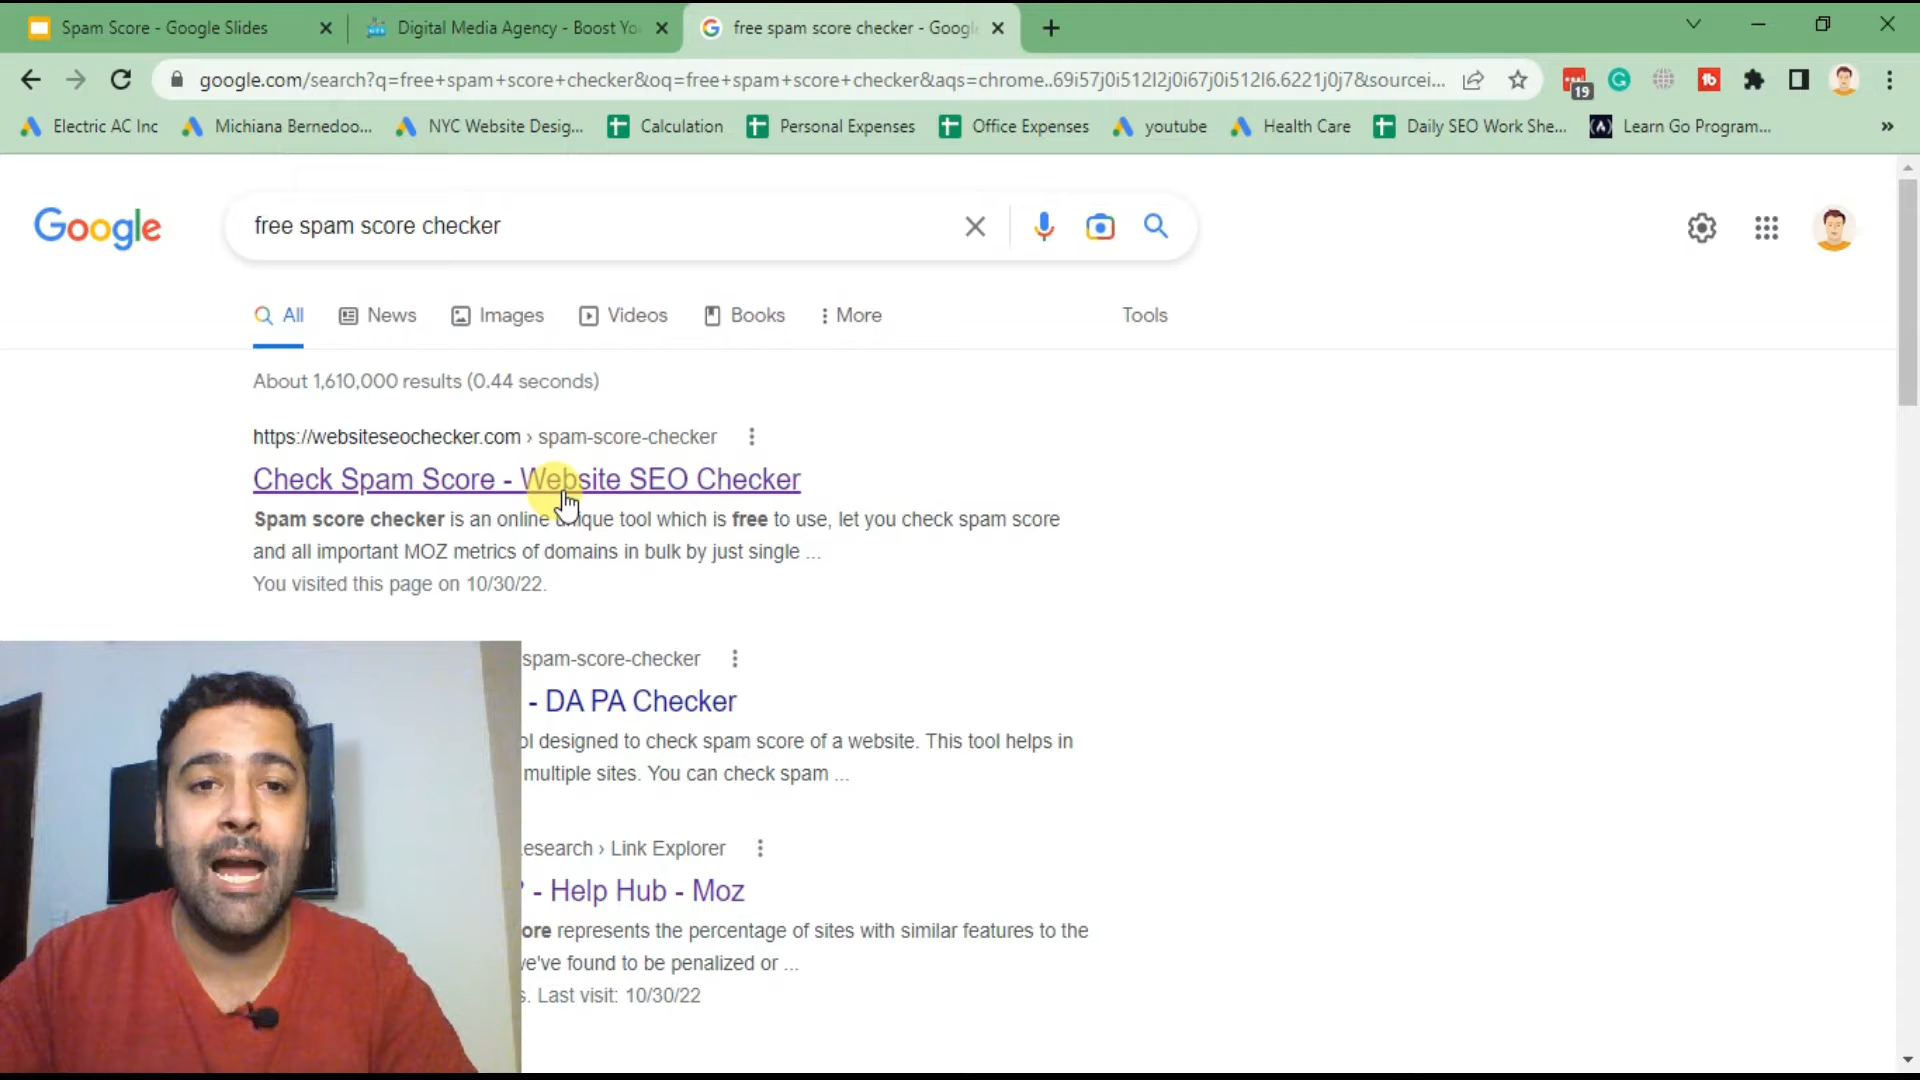 Spam Score - Google Slides
Digital Media Agency - Boost Yo
free spam score checker - Googl
google.com/search?q=free+spam+score+checker&oq=free+spam+score+checker&aqs=chrome..69i57j0i512l2j0i67j0i512l6.6221j0j7&sourcei...
19
Electric AC Inc
Michiana Bernedoo...
NYC Website Desig...
Calculation
Personal Expenses
Office Expenses
youtube
Health Care
Daily SEO Work She...
Learn Go Program...
Google
free spam score checker
All
News
Images
Videos
Books
More
Tools
About 1,610,000 results (0.44 seconds)
https://websiteseochecker.com › spam-score-checker
Check Spam Score - Website SEO Checker
Spam score checker is an online unique tool which is free to use, let you check spam score
and all important MOZ metrics of domains in bulk by just single ...
You visited this page on 10/30/22.
spam-score-checker
- DA PA Checker
ol designed to check spam score of a website. This tool helps in
multiple sites. You can check spam ...
esearch › Link Explorer
? - Help Hub - Moz
ore represents the percentage of sites with similar features to the
we've found to be penalized or ...
s. Last visit: 10/30/22